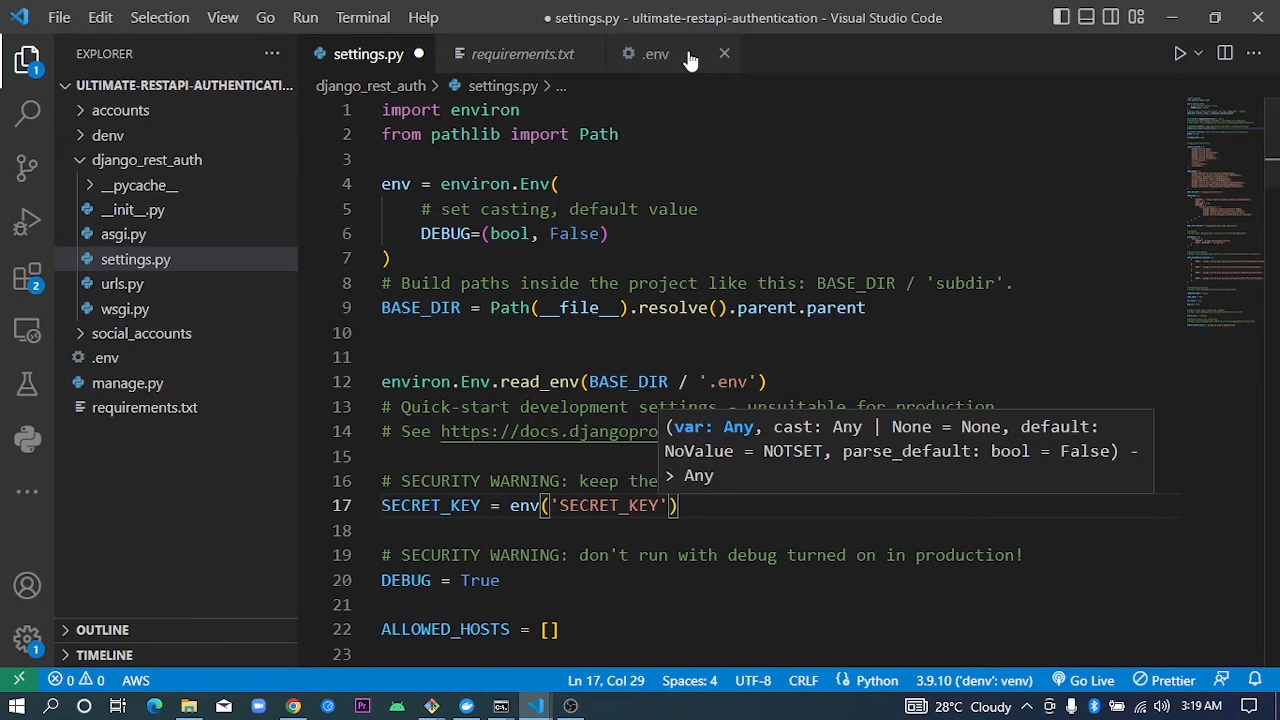 File Edit Selection View Go Run Terminal Help
● settings.py - ultimate-restapi-authentication - Visual Studio Code
EXPLORER
settings.py
requirements.txt
.env
1
ULTIMATE-RESTAPI-AUTHENTICATI...
accounts
denv
django_rest_auth
__pycache__
__init__.py
asgi.py
settings.py
2
urls.py
wsgi.py
social_accounts
.env
manage.py
requirements.txt
django_rest_auth > settings.py > ...
1 import environ
2 from pathlib import Path
3
4 env = environ.Env(
5 # set casting, default value
6 DEBUG=(bool, False)
7 )
8 # Build paths inside the project like this: BASE_DIR / 'subdir'.
9 BASE_DIR = Path(__file__).resolve().parent.parent
10
11
12 environ.Env.read_env(BASE_DIR / '.env')
13 # Quick-start development settings - unsuitable for production
14 # See https://docs.djangopro
15
16 # SECURITY WARNING: keep the
17 SECRET_KEY = env('SECRET_KEY')
18
19 # SECURITY WARNING: don't run with debug turned on in production!
20 DEBUG = True
21
22 ALLOWED_HOSTS = []
23
(var: Any, cast: Any | None = None, default:
NoValue = NOTSET, parse_default: bool = False) -
> Any
OUTLINE
TIMELINE
1
0 0 AWS
Ln 17, Col 29 Spaces: 4 UTF-8 CRLF Python 3.9.10 ('denv': venv) Go Live Prettier
Pr
28°C Cloudy 3:19 AM